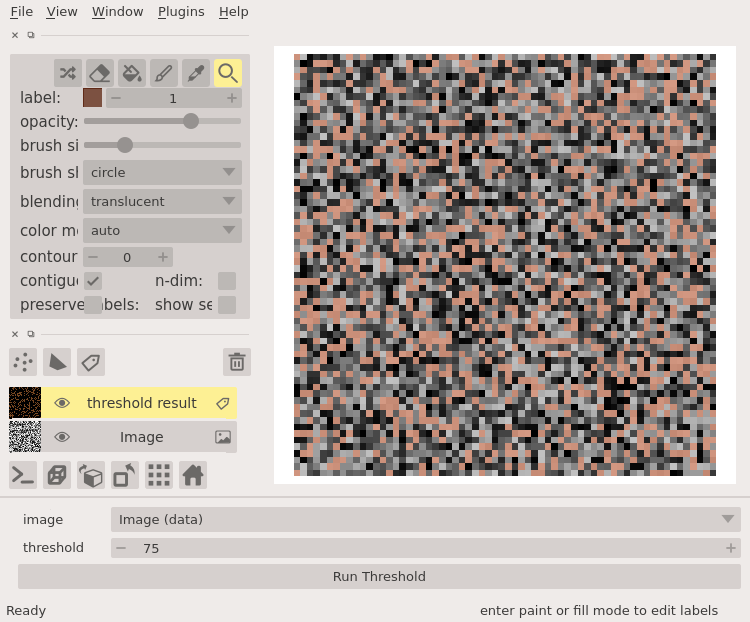 File View Window Plugins Help
label: 1
opacity:
brush si
brush sl circle
blending translucent
color m auto
contour 0
contigu n-dim:
preserve abels: show se
threshold result
Image
image Image (data)
threshold 75
Run Threshold
Ready enter paint or fill mode to edit labels